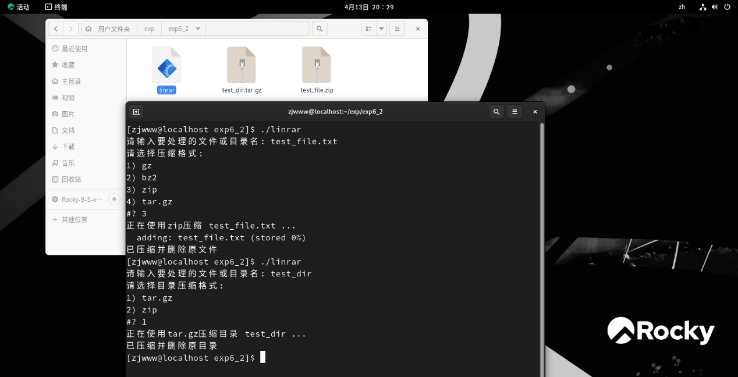 活动 终端 4月13日 20:29 zh
用户文件夹 exp exp6_2
最近使用
收藏
主目录
视频
图片
文档
下载
音乐
回收站
Rocky-9-5-x…
其他位置
linrar test_dir.tar.gz test_file.zip
zjwww@localhost:~/exp/exp6_2
[zjwww@localhost exp6_2]$ ./linrar
请输入要处理的文件或目录名: test_file.txt
请选择压缩格式:
1) gz
2) bz2
3) zip
4) tar.gz
#? 3
正在使用zip压缩 test_file.txt ...
adding: test_file.txt (stored 0%)
已压缩并删除原文件
[zjwww@localhost exp6_2]$ ./linrar
请输入要处理的文件或目录名: test_dir
请选择目录压缩格式:
1) tar.gz
2) zip
#? 1
正在使用tar.gz压缩目录 test_dir ...
已压缩并删除原目录
[zjwww@localhost exp6_2]$
Rocky